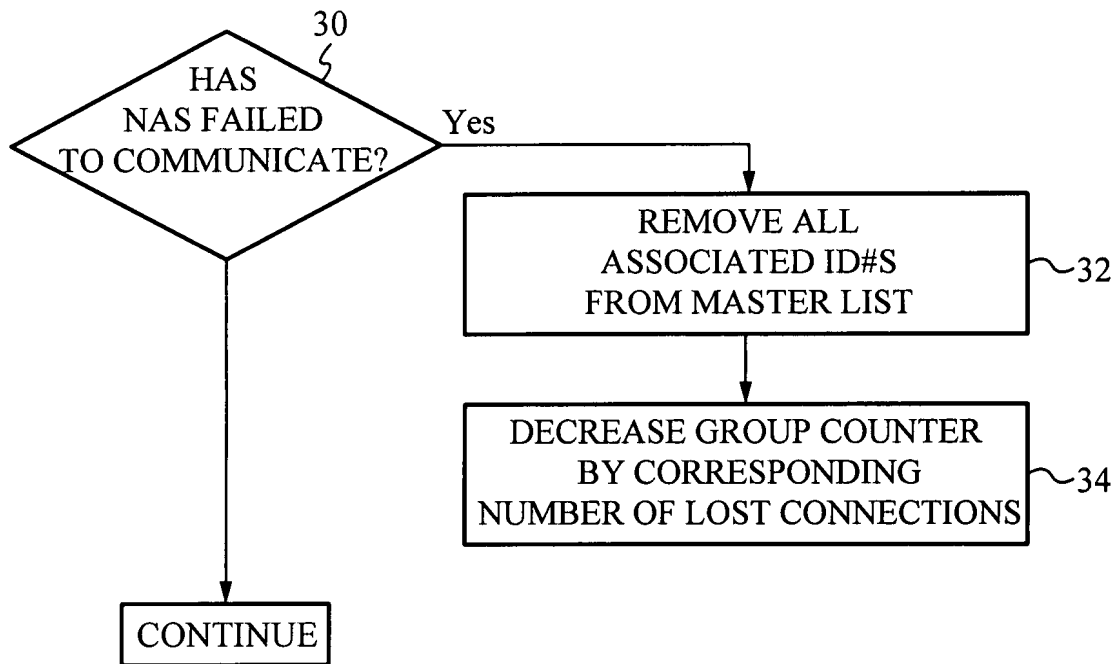 30
HAS
NAS FAILED
TO COMMUNICATE?
Yes
REMOVE ALL
ASSOCIATED ID#S
FROM MASTER LIST
32
DECREASE GROUP COUNTER
BY CORRESPONDING
NUMBER OF LOST CONNECTIONS
34
CONTINUE